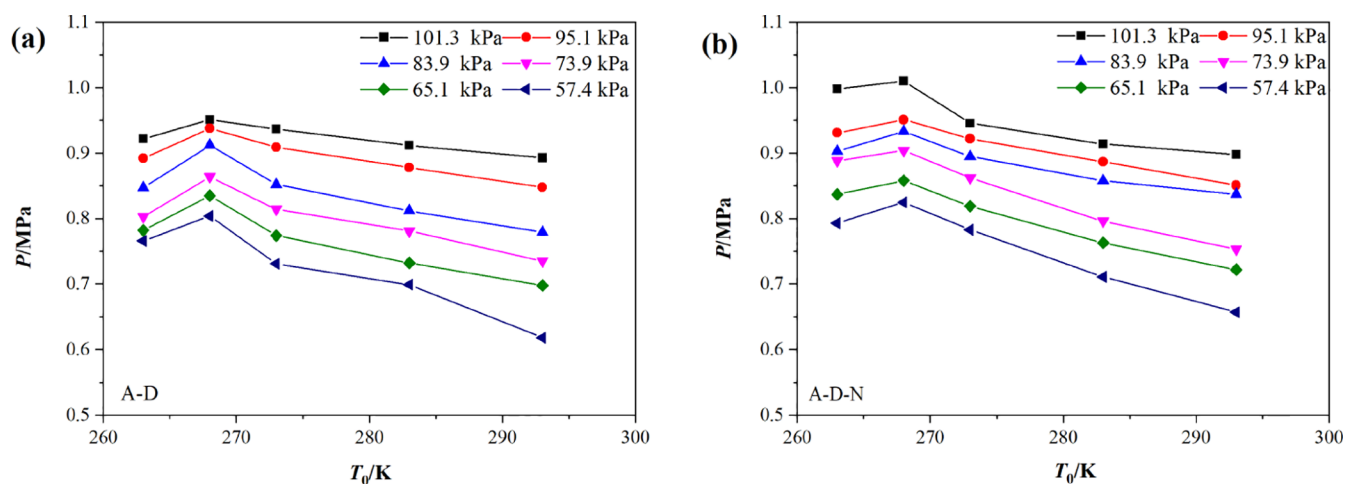 (a)
1.1
1.0
0.9
0.8
0.7
0.6
0.5
P/MPa
101.3 kPa 95.1 kPa
83.9 kPa 73.9 kPa
65.1 kPa 57.4 kPa
A-D
260 270 280 290 300
T₀/K
(b)
1.1
1.0
0.9
0.8
0.7
0.6
0.5
P/MPa
101.3 kPa 95.1 kPa
83.9 kPa 73.9 kPa
65.1 kPa 57.4 kPa
A-D-N
260 270 280 290 300
T₀/K